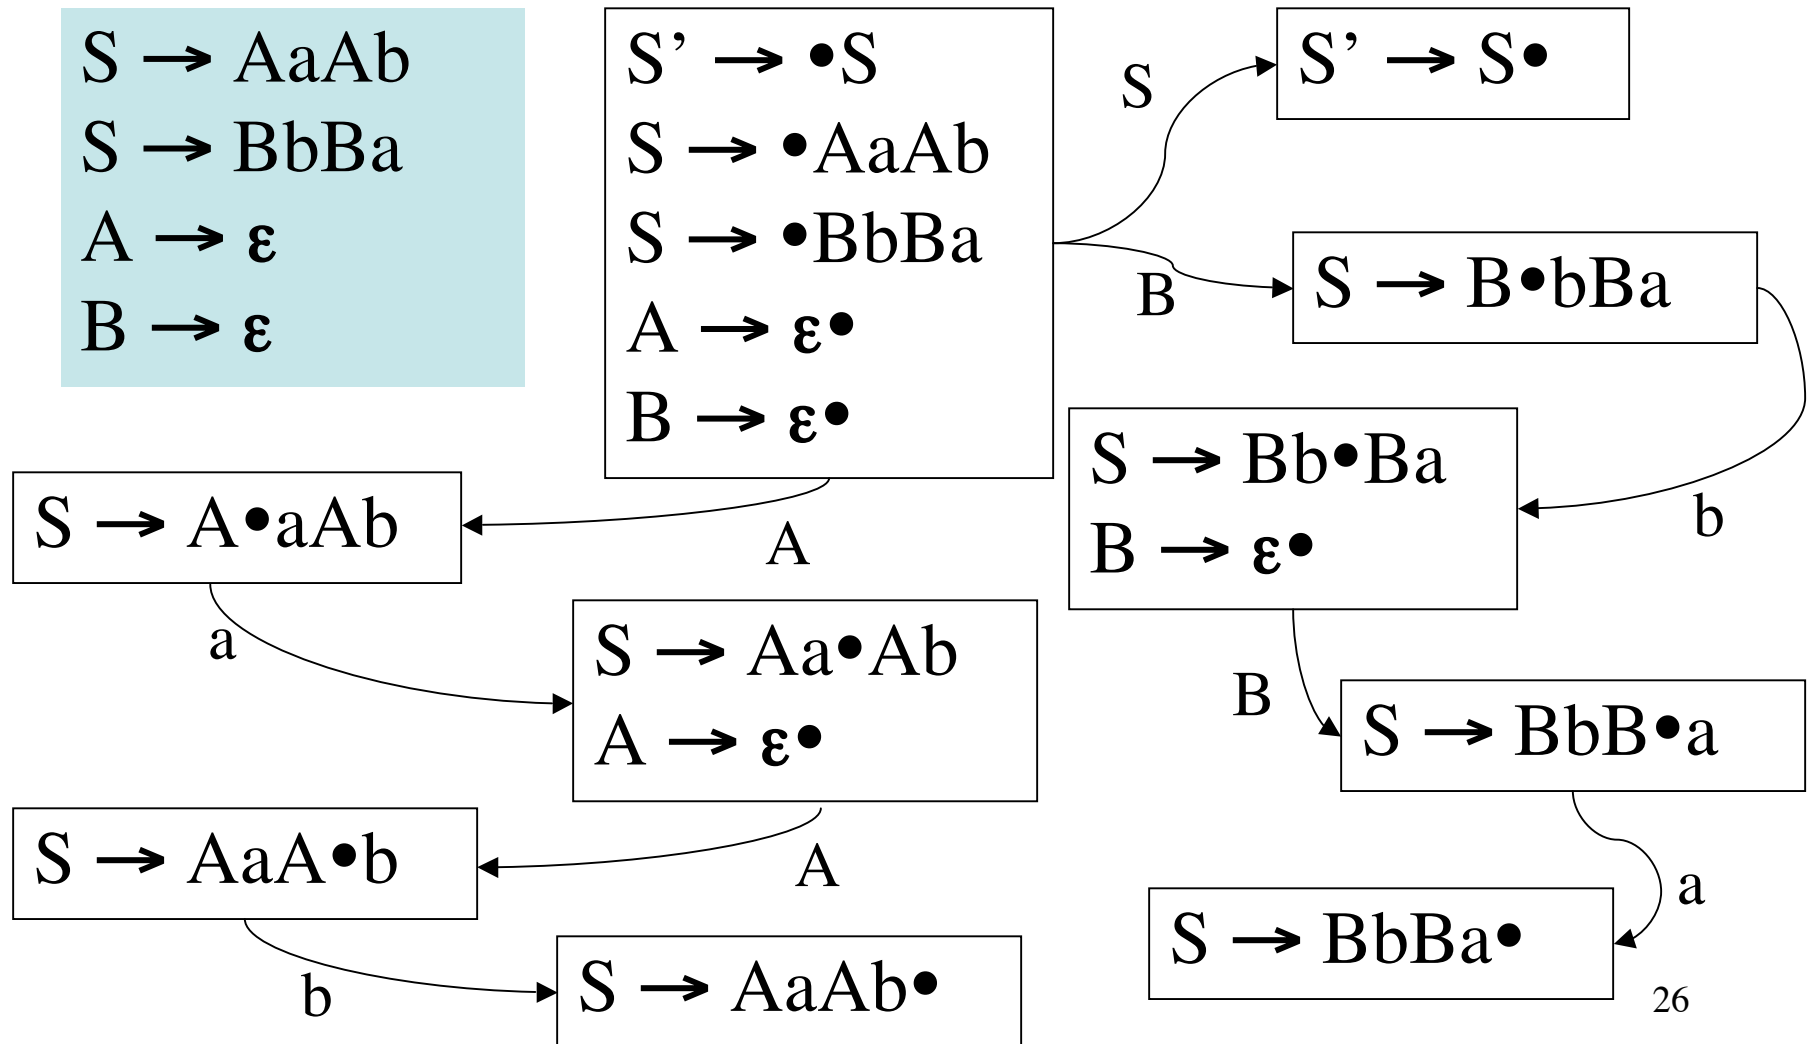 S → AaAb
S → BbBa
A → ε
B → ε
S’ → •S
S → •AaAb
S → •BbBa
A → ε•
B → ε•
S
S’ → S•
B
S → B•bBa
b
S → Bb•Ba
B → ε•
A
S → A•aAb
a
S → Aa•Ab
A → ε•
B
S → BbB•a
A
S → AaA•b
a
S → BbBa•
b
S → AaAb•
26